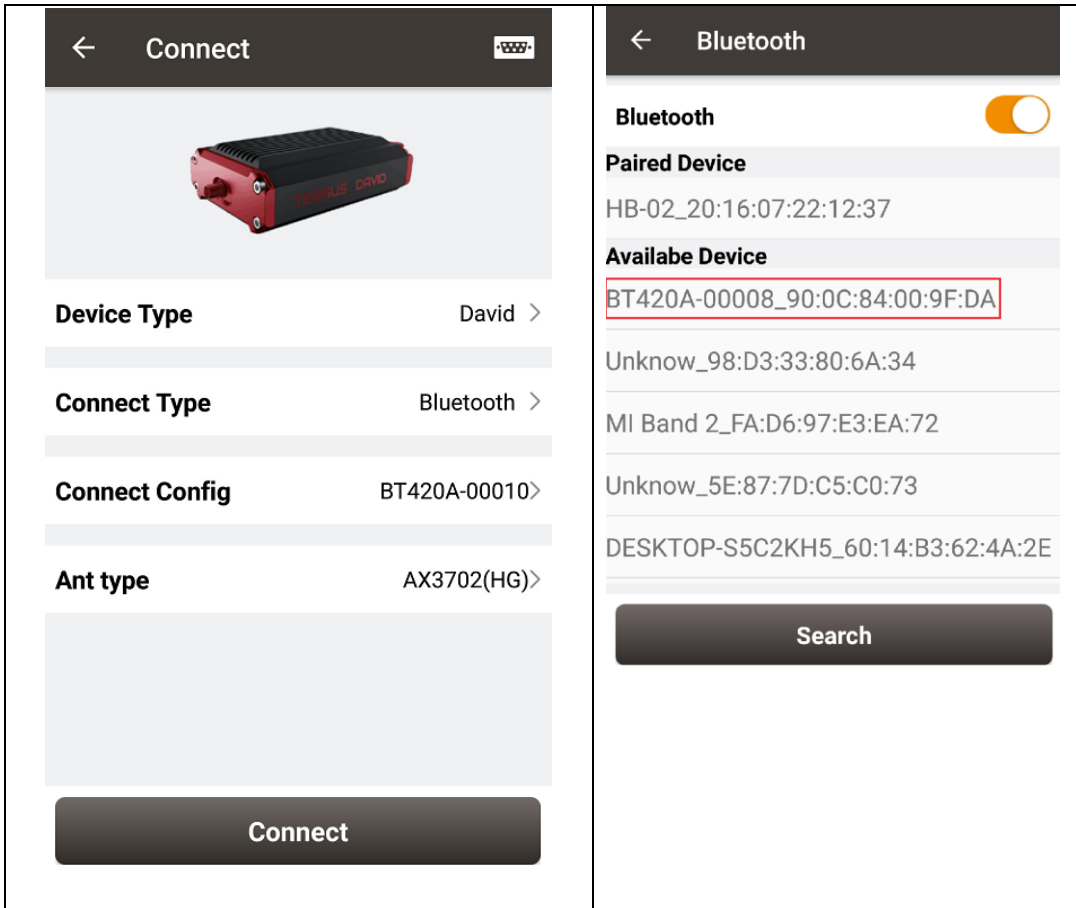 Connect
TERSUS DAVID
Device Type David
Connect Type Bluetooth
Connect Config BT420A-00010
Ant type AX3702(HG)
Connect
Bluetooth
Bluetooth
Paired Device
HB-02_20:16:07:22:12:37
Availabe Device
BT420A-00008_90:0C:84:00:9F:DA
Unknow_98:D3:33:80:6A:34
MI Band 2_FA:D6:97:E3:EA:72
Unknow_5E:87:7D:C5:C0:73
DESKTOP-S5C2KH5_60:14:B3:62:4A:2E
Search